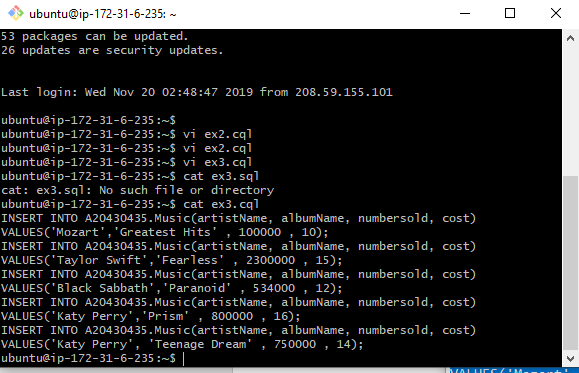 ubuntu@ip-172-31-6-235: ~
53 packages can be updated.
26 updates are security updates.
Last login: Wed Nov 20 02:48:47 2019 from 208.59.155.101
ubuntu@ip-172-31-6-235:~$
ubuntu@ip-172-31-6-235:~$ vi ex2.cql
ubuntu@ip-172-31-6-235:~$ vi ex2.cql
ubuntu@ip-172-31-6-235:~$ vi ex3.cql
ubuntu@ip-172-31-6-235:~$ cat ex3.sql
cat: ex3.sql: No such file or directory
ubuntu@ip-172-31-6-235:~$ cat ex3.cql
INSERT INTO A20430435.Music(artistName, albumName, numbersold, cost)
VALUES('Mozart','Greatest Hits' , 100000 , 10);
INSERT INTO A20430435.Music(artistName, albumName, numbersold, cost)
VALUES('Taylor Swift','Fearless' , 2300000 , 15);
INSERT INTO A20430435.Music(artistName, albumName, numbersold, cost)
VALUES('Black Sabbath','Paranoid' , 534000 , 12);
INSERT INTO A20430435.Music(artistName, albumName, numbersold, cost)
VALUES('Katy Perry','Prism' , 800000 , 16);
INSERT INTO A20430435.Music(artistName, albumName, numbersold, cost)
VALUES('Katy Perry', 'Teenage Dream' , 750000 , 14);
ubuntu@ip-172-31-6-235:~$
VALUES('Mozart'